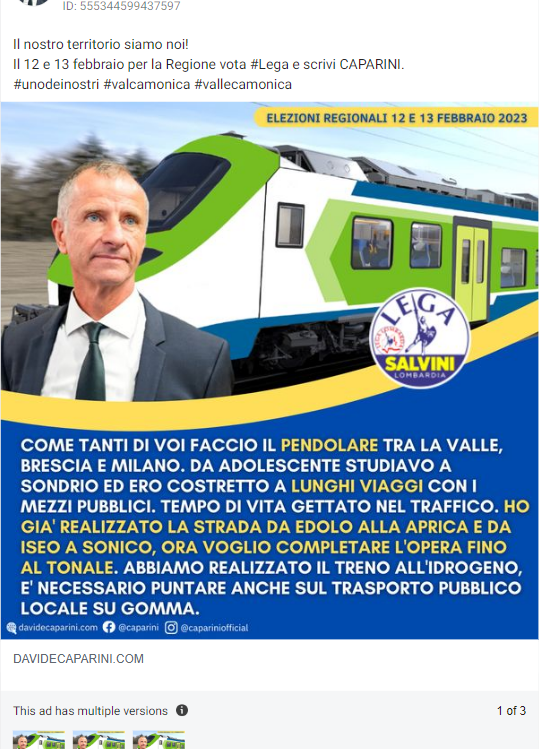 ID: 555344599437597
Il nostro territorio siamo noi!
Il 12 e 13 febbraio per la Regione vota #Lega e scrivi CAPARINI.
#unodeinostri #valcamonica #vallecamonica
ELEZIONI REGIONALI 12 E 13 FEBBRAIO 2023
LEGA
SALVINI
LOMBARDIA
COME TANTI DI VOI FACCIO IL PENDOLARE TRA LA VALLE,
BRESCIA E MILANO. DA ADOLESCENTE STUDIAVO A
SONDRIO ED ERO COSTRETTO A LUNGHI VIAGGI CON I
MEZZI PUBBLICI. TEMPO DI VITA GETTATO NEL TRAFFICO. HO
GIA' REALIZZATO LA STRADA DA EDOLO ALLA APRICA E DA
ISEO A SONICO, ORA VOGLIO COMPLETARE L'OPERA FINO
AL TONALE. ABBIAMO REALIZZATO IL TRENO ALL'IDROGENO,
E' NECESSARIO PUNTARE ANCHE SUL TRASPORTO PUBBLICO
LOCALE SU GOMMA.
davidecaparini.com @caparini @capariniofficial
DAVIDECAPARINI.COM
This ad has multiple versions
1 of 3